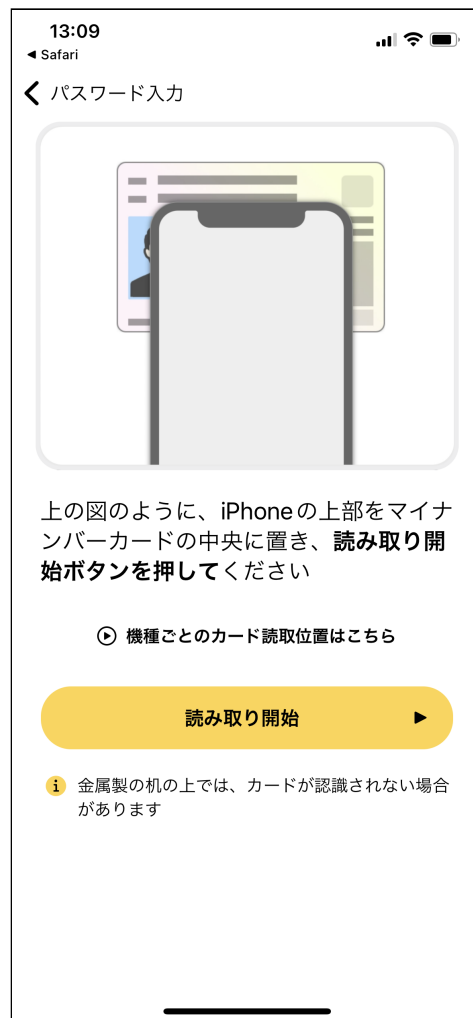 13:09
◀ Safari
パスワード入力
上の図のように、iPhoneの上部をマイナ
ンバーカードの中央に置き、読み取り開
始ボタンを押してください
機種ごとのカード読取位置はこちら
読み取り開始
i 金属製の机の上では、カードが認識されない場合
があります